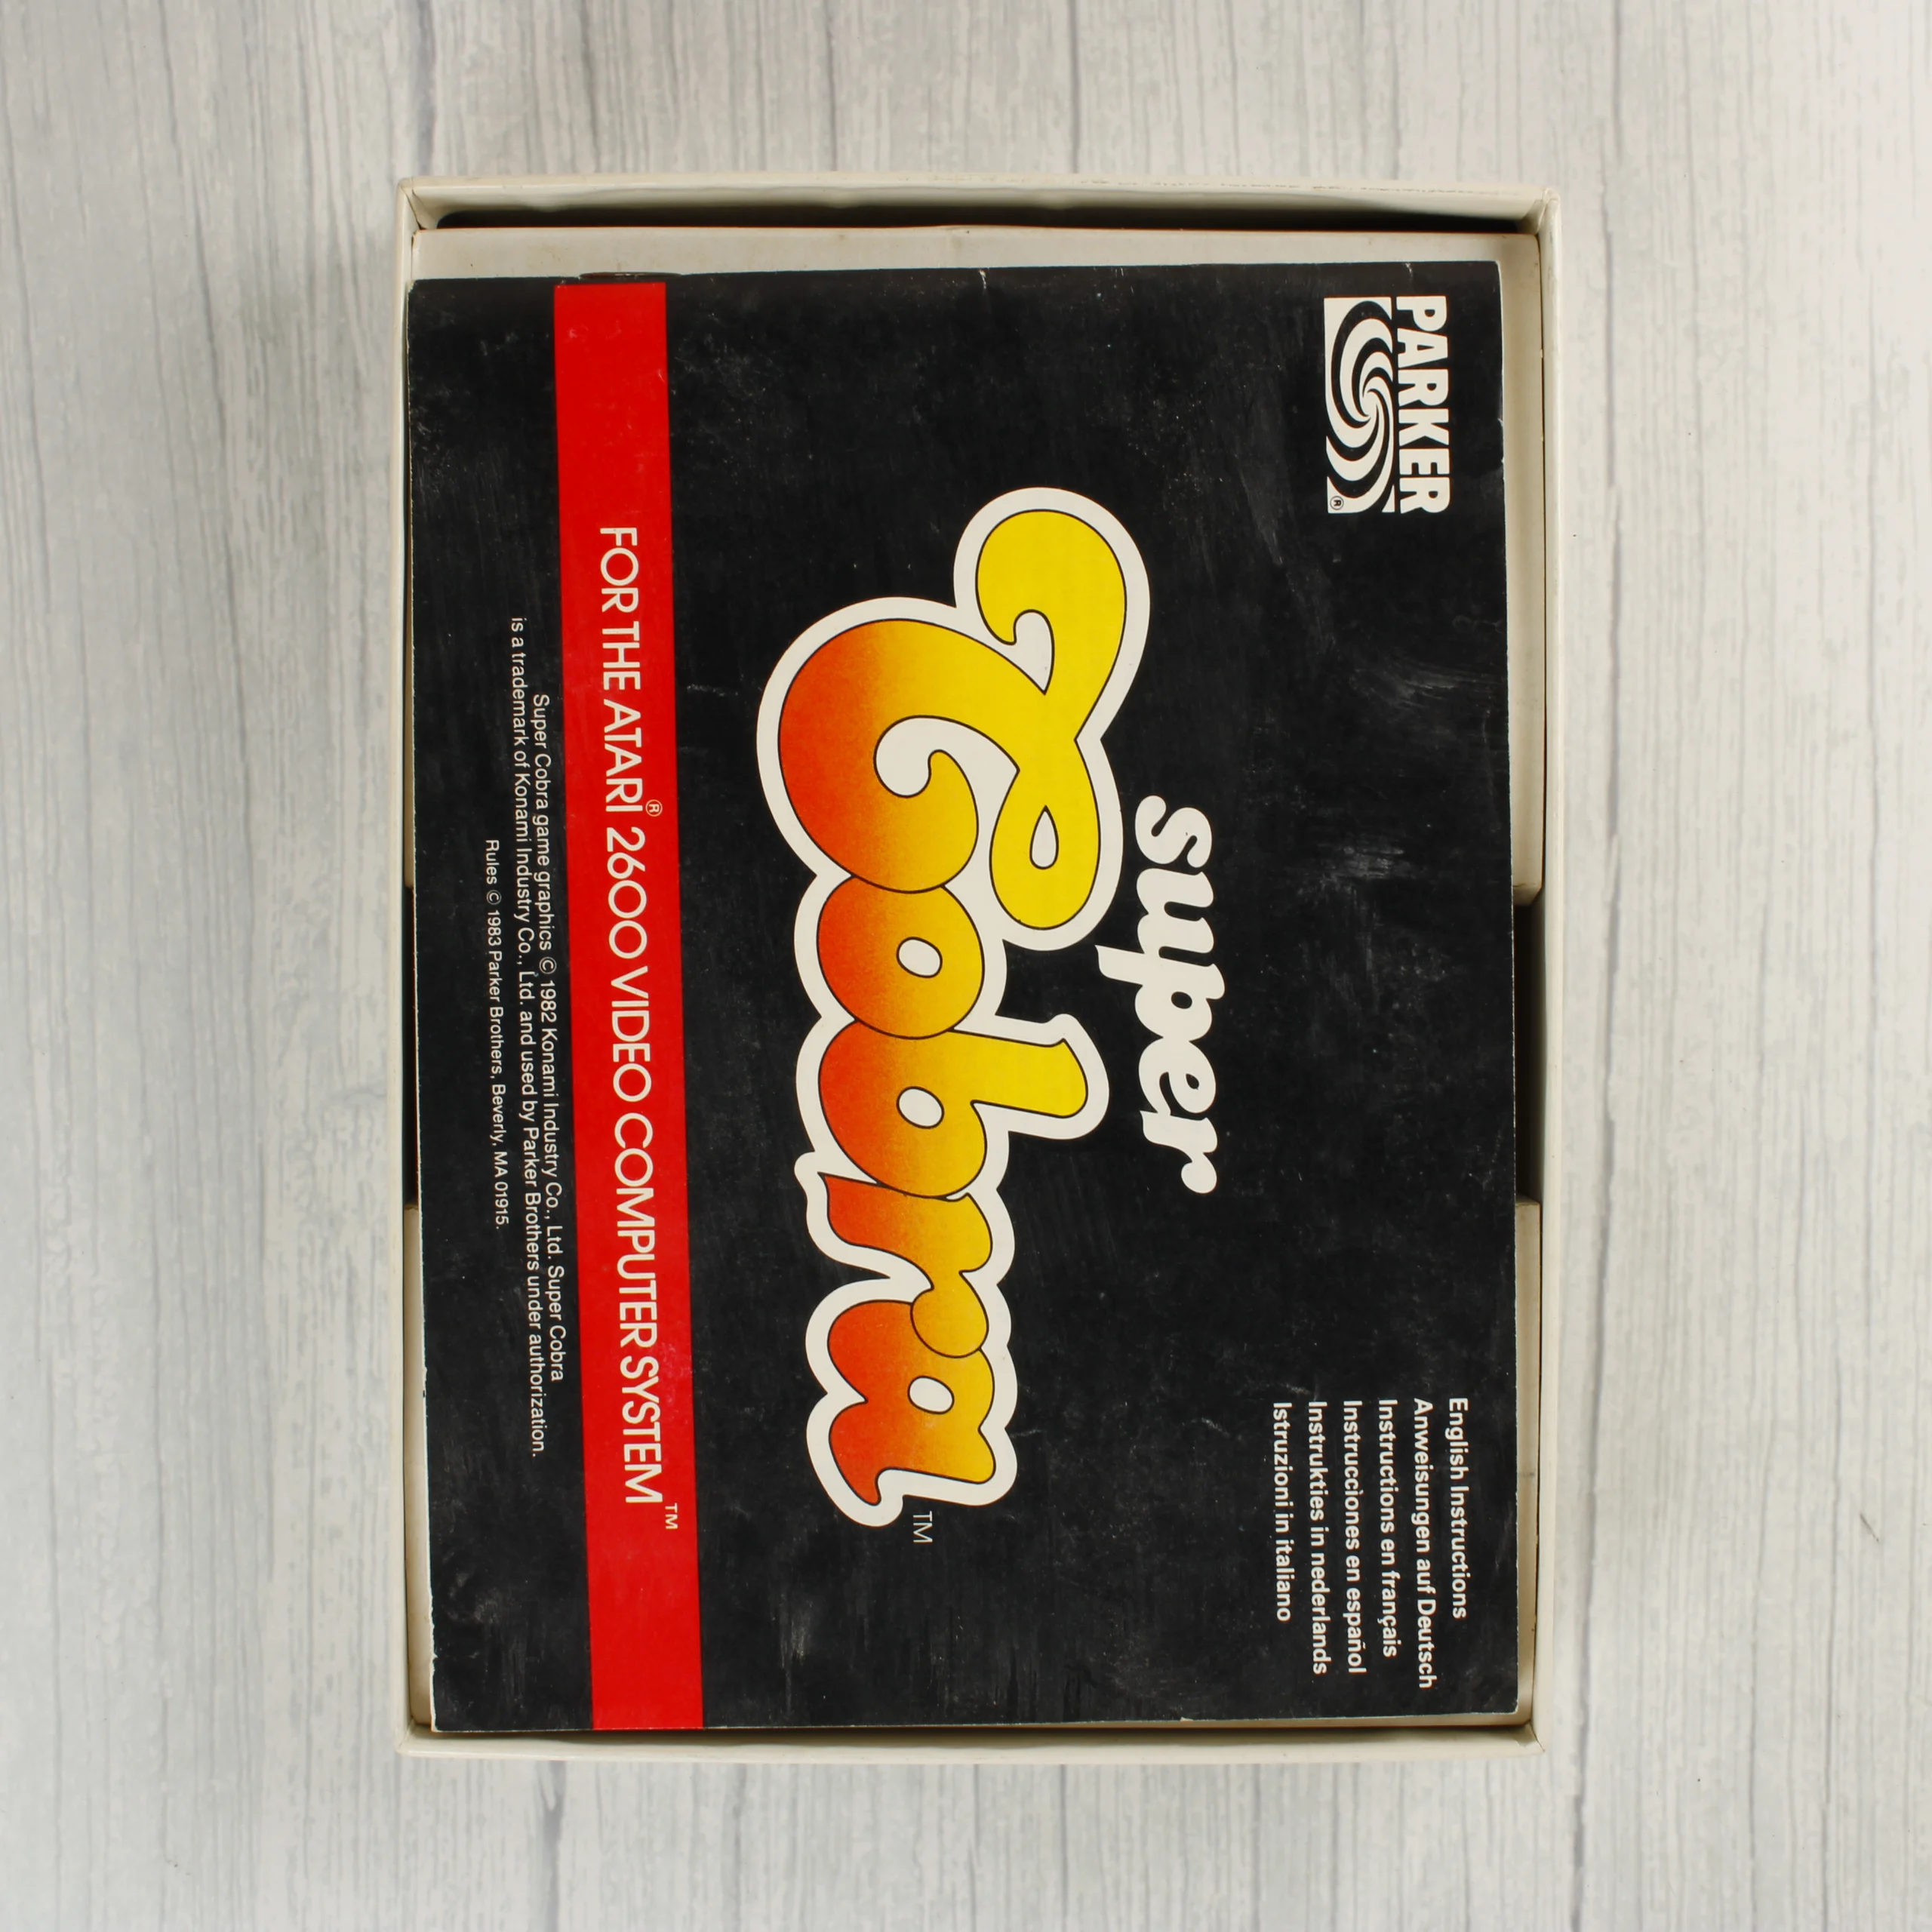 PARKER
®
English Instructions
Anweisungen auf Deutsch
Instructions en français
Instrucciones en español
Instrukties in nederlands
Istruzioni in italiano
super
Cobra™
FOR THE ATARI® 2600 VIDEO COMPUTER SYSTEM™
Super Cobra game graphics © 1982 Konami Industry Co., Ltd. Super Cobra
is a trademark of Konami Industry Co., Ltd. and used by Parker Brothers under authorization.
Rules © 1983 Parker Brothers, Beverly, MA 01915.